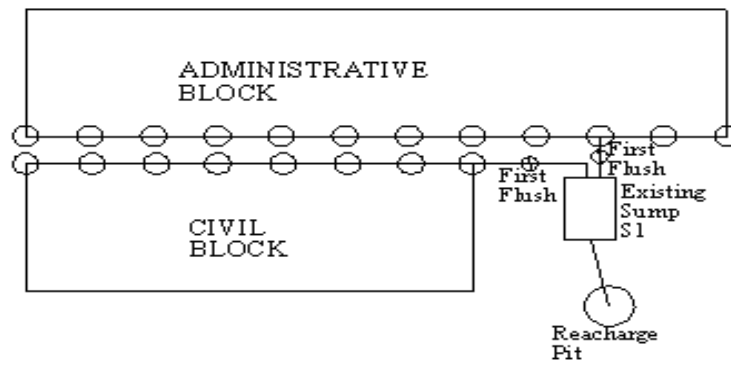 ADMINISTRATIVE
BLOCK
First
Flush
First
Flush
Existing
Sump
S1
CIVIL
BLOCK
Reacharge
Pit